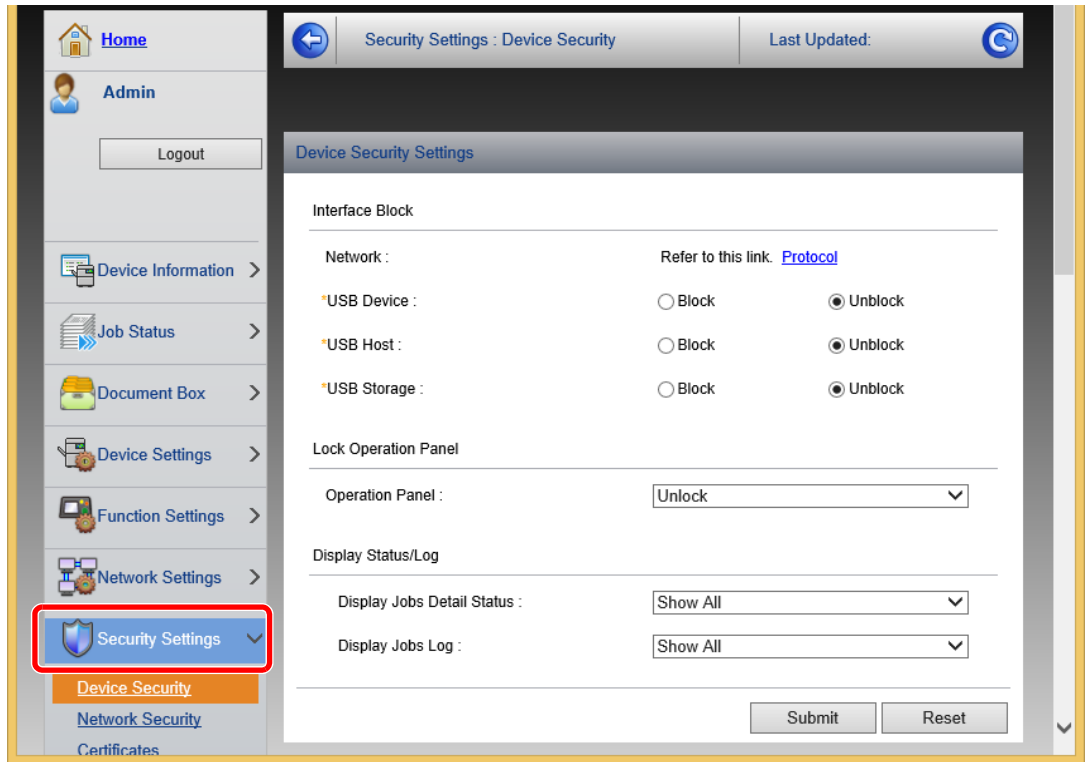 Home
Admin
Logout
Device Information
Job Status
Document Box
Device Settings
Function Settings
Network Settings
Security Settings
Device Security
Network Security
Certificates
Security Settings : Device Security
Last Updated:
Device Security Settings
Interface Block
Network : Refer to this link. Protocol
*USB Device : Block Unblock
*USB Host : Block Unblock
*USB Storage : Block Unblock
Lock Operation Panel
Operation Panel : Unlock
Display Status/Log
Display Jobs Detail Status : Show All
Display Jobs Log : Show All
Submit Reset